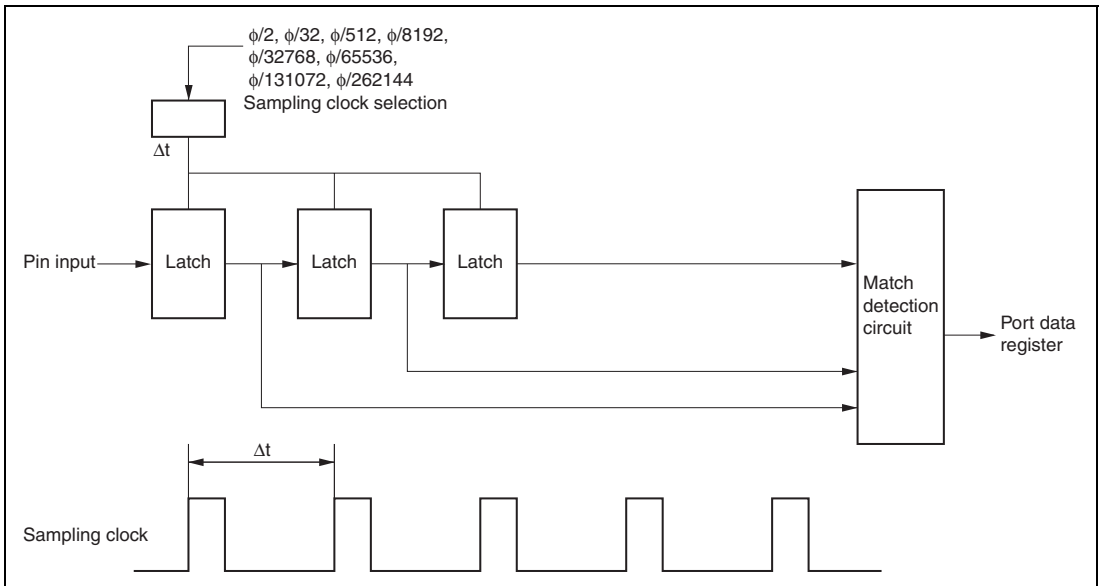 ϕ/2, ϕ/32, ϕ/512, ϕ/8192,
ϕ/32768, ϕ/65536,
ϕ/131072, ϕ/262144
Sampling clock selection
Δt
Pin input
Latch
Latch
Latch
Match
detection
circuit
Port data
register
Δt
Sampling clock